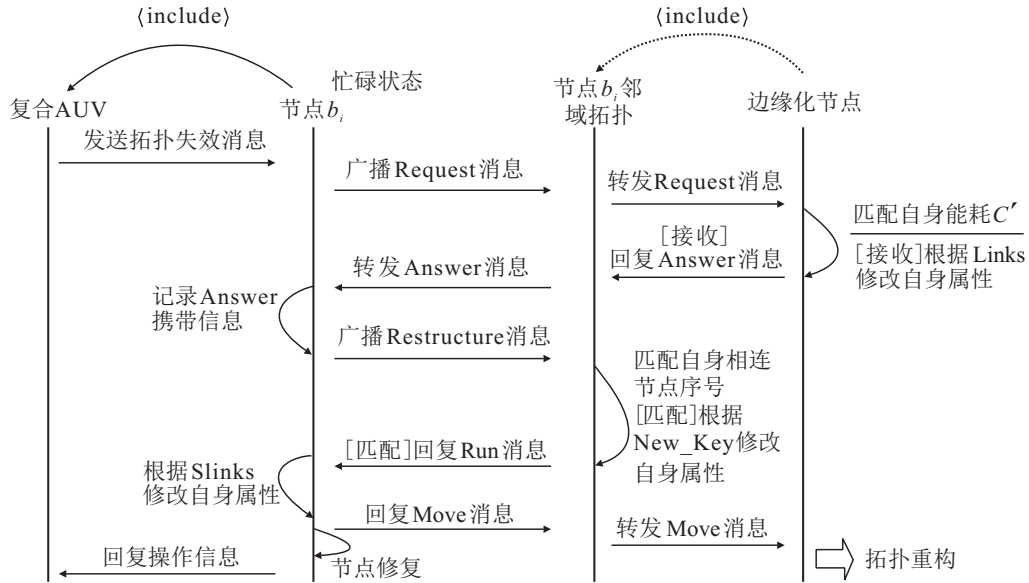 ⟨include⟩
⟨include⟩
忙碌状态
复合AUV
节点bᵢ
节点bᵢ邻
域拓扑
边缘化节点
发送拓扑失效消息
广播Request消息
转发Request消息
匹配自身能耗C′
[接收]根据Links
修改自身属性
[接收]
回复Answer消息
转发Answer消息
记录Answer
携带信息
广播Restructure消息
匹配自身相连
节点序号
[匹配]根据
New_Key修改
自身属性
[匹配]回复Run消息
根据Slinks
修改自身属性
回复Move消息
转发Move消息
节点修复
回复操作信息
拓扑重构